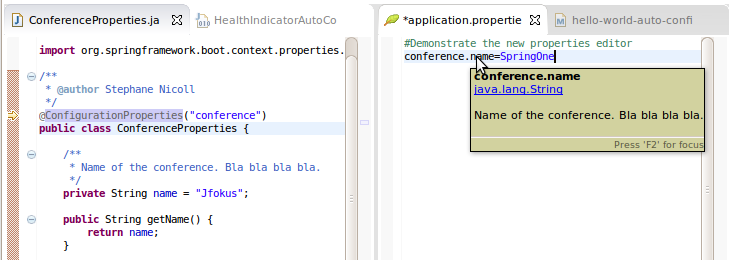 ConferenceProperties.ja
HealthIndicatorAutoCo
import org.springframework.boot.context.properties.
/**
 * @author Stephane Nicoll
 */
@ConfigurationProperties("conference")
public class ConferenceProperties {
/**
 * Name of the conference. Bla bla bla bla.
 */
private String name = "Jfokus";
public String getName() {
return name;
}
*application.propertie
hello-world-auto-confi
#Demonstrate the new properties editor
conference.name=SpringOne
conference.name
java.lang.String
Name of the conference. Bla bla bla bla.
Press 'F2' for focus